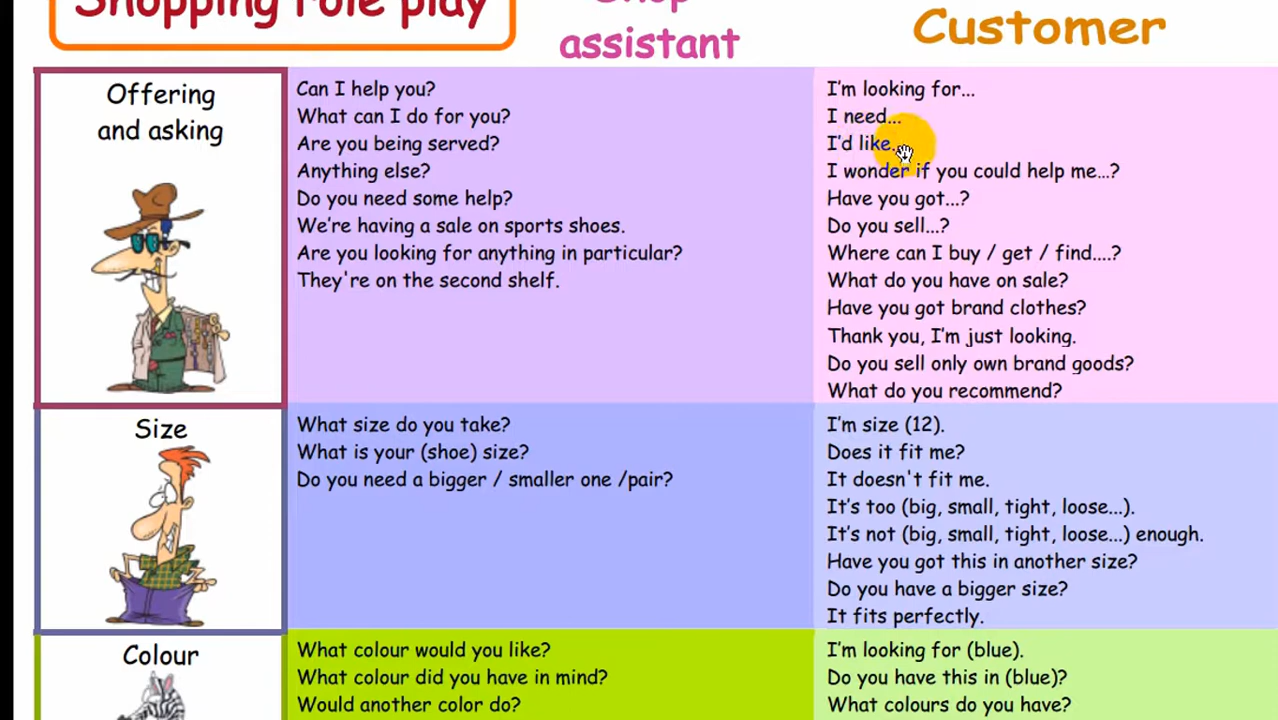 Shopping role play
Shop
assistant
Customer
Offering
and asking
Can I help you?
What can I do for you?
Are you being served?
Anything else?
Do you need some help?
We're having a sale on sports shoes.
Are you looking for anything in particular?
They're on the second shelf.
I'm looking for...
I need...
I'd like...
I wonder if you could help me...?
Have you got...?
Do you sell...?
Where can I buy / get / find....?
What do you have on sale?
Have you got brand clothes?
Thank you, I'm just looking.
Do you sell only own brand goods?
What do you recommend?
Size
What size do you take?
What is your (shoe) size?
Do you need a bigger / smaller one /pair?
I'm size (12).
Does it fit me?
It doesn't fit me.
It's too (big, small, tight, loose...).
It's not (big, small, tight, loose...) enough.
Have you got this in another size?
Do you have a bigger size?
It fits perfectly.
Colour
What colour would you like?
What colour did you have in mind?
Would another color do?
I'm looking for (blue).
Do you have this in (blue)?
What colours do you have?